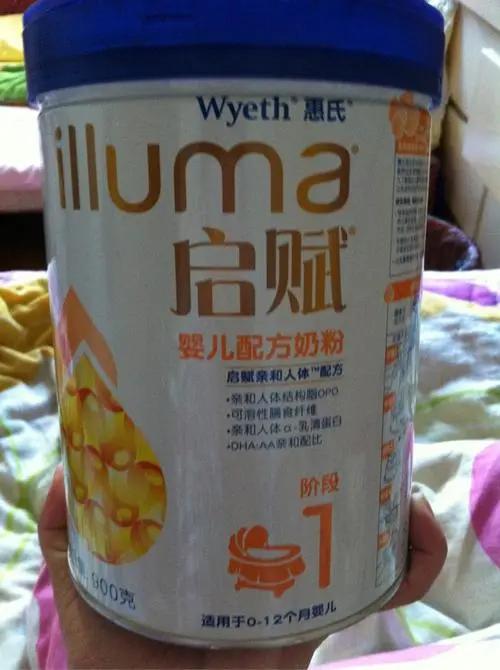 Wyeth® 惠氏®
illuma®
启赋®
婴儿配方奶粉
启赋亲和人体™配方
•亲和人体结构脂OPO
•可溶性膳食纤维
•亲和人体α-乳清蛋白
•DHA:AA亲和配比
阶段
1
900克
适用于0-12个月婴儿